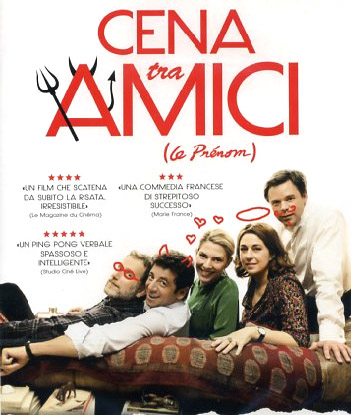 CENA
tra
AMICI
(Le Prénom)
★★★★
«UN FILM CHE SCATENA
DA SUBITO LA RISATA.
IRRESISTIBILE»
(Le Magazine du Cinéma)
★★★
«UNA COMMEDIA FRANCESE
DI STREPITOSO
SUCCESSO»
(Marie France)
★★★★★
«UN PING PONG VERBALE
SPASSOSO E
INTELLIGENTE»
(Studio Ciné Live)